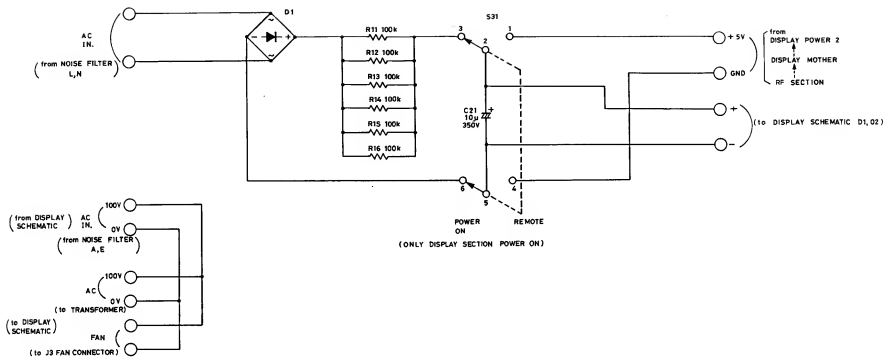 D1
S31
AC
IN.
(from NOISE FILTER
L,N)
~
-
+
~
R11 100k
R12 100k
R13 100k
R14 100k
R15 100k
R16 100k
3
1
2
C21
10µ
350V
+
6
4
5
POWER
ON
REMOTE
(ONLY DISPLAY SECTION POWER ON)
+ 5V
GND
from
DISPLAY POWER 2
DISPLAY MOTHER
RF SECTION
+
-
(to DISPLAY SCHEMATIC D1,02)
(from DISPLAY
SCHEMATIC)
AC
IN.
100V
0V
(from NOISE FILTER
A,E)
AC
100V
0V
(to TRANSFORMER)
(to DISPLAY
SCHEMATIC)
FAN
(to J3 FAN CONNECTOR)